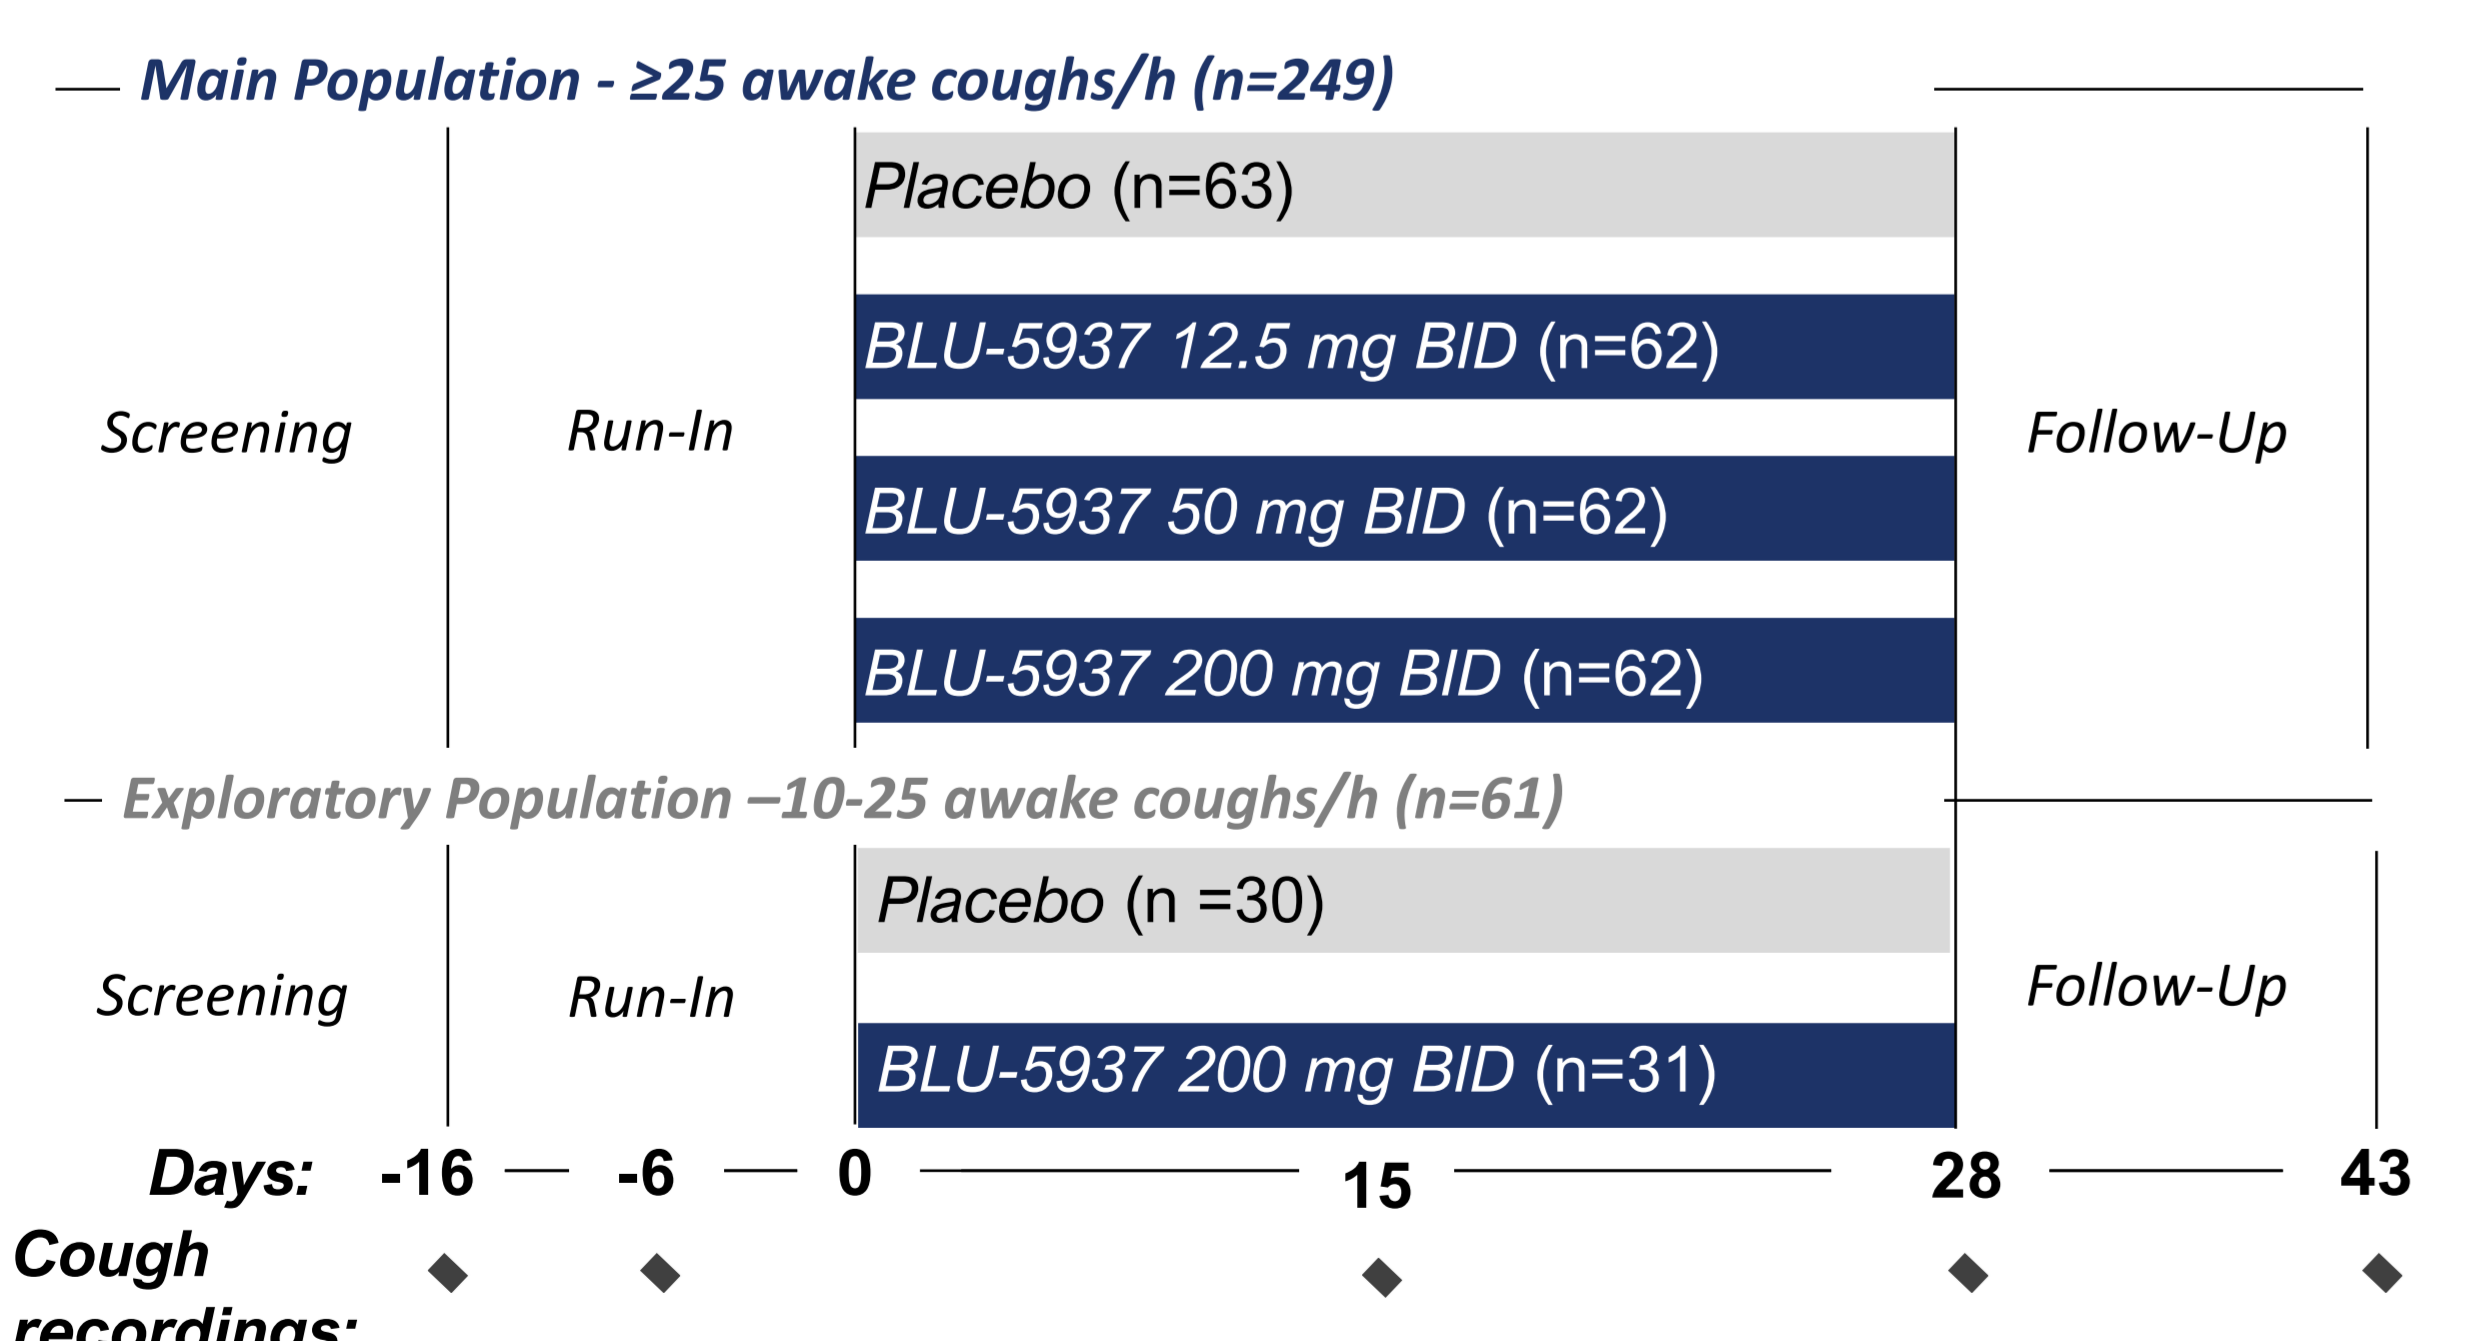 Main Population - ≥25 awake coughs/h (n=249)
Placebo (n=63)
BLU-5937 12.5 mg BID (n=62)
Screening Run-In Follow-Up
BLU-5937 50 mg BID (n=62)
BLU-5937 200 mg BID (n=62)
Exploratory Population –10-25 awake coughs/h (n=61)
Placebo (n =30)
Screening Run-In Follow-Up
BLU-5937 200 mg BID (n=31)
Days: -16 -6 0 15 28 43
Cough
recordings: